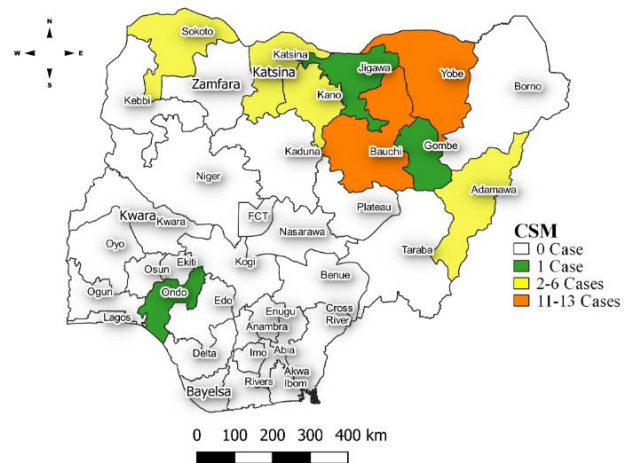 N
W E
S
Sokoto
Katsina
Jigawa
Yobe
Borno
Zamfara
Katsina
Kano
Kebbi
Kaduna
Bauchi
Gombe
Adamawa
Niger
Plateau
Kwara
Kwara
FCT
Nasarawa
Taraba
Oyo
Osun
Ekiti
Kogi
Benue
Ogun
Ondo
Edo
Lagos
Enugu
Anambra
Cross
River
Delta
Imo
Abia
Akwa
Ibom
Bayelsa
Rivers
CSM
0 Case
1 Case
2-6 Cases
11-13 Cases
0 100 200 300 400 km